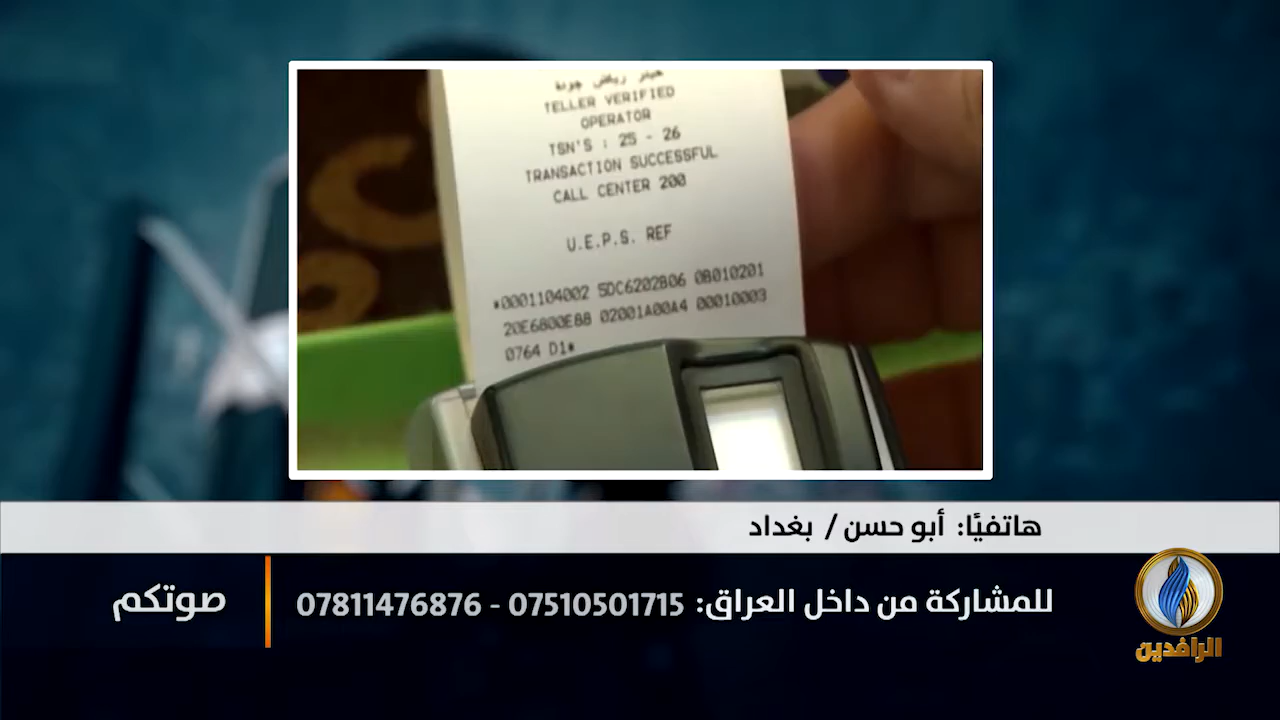 TELLER VERIFIED
OPERATOR
TSN'S : 25 - 26
TRANSACTION SUCCESSFUL
CALL CENTER 200
U.E.P.S. REF
*0001104002 5DC6202B06 0B010201
20E6800E88 02001A00A4 00010003
0764 D1*
هاتفيًا: أبو حسن / بغداد
للمشاركة من داخل العراق: 07510501715 - 07811476876
صوتكم
الرافدين